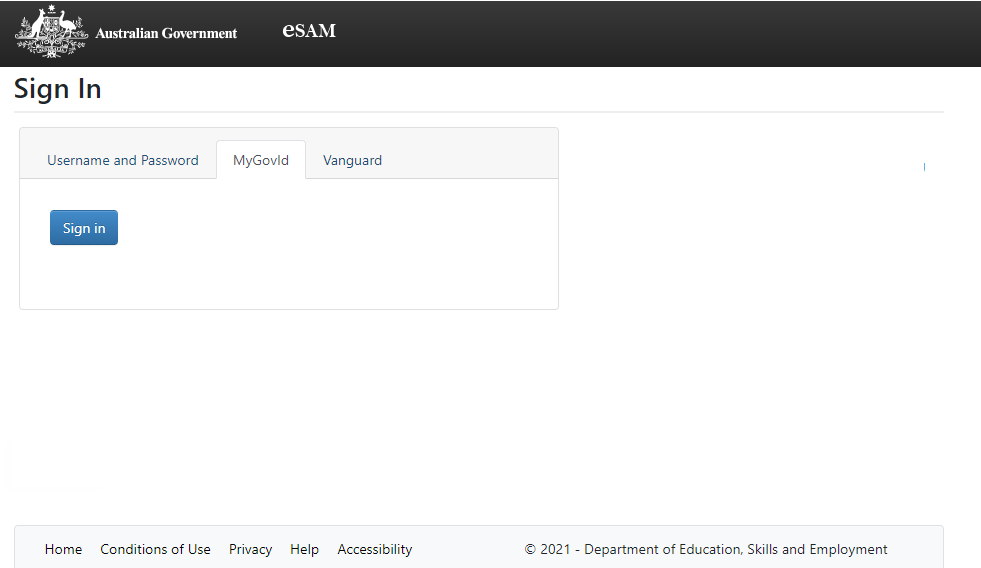 Australian Government eSAM
Sign In
Username and Password MyGovId Vanguard
Sign in
Home Conditions of Use Privacy Help Accessibility © 2021 - Department of Education, Skills and Employment